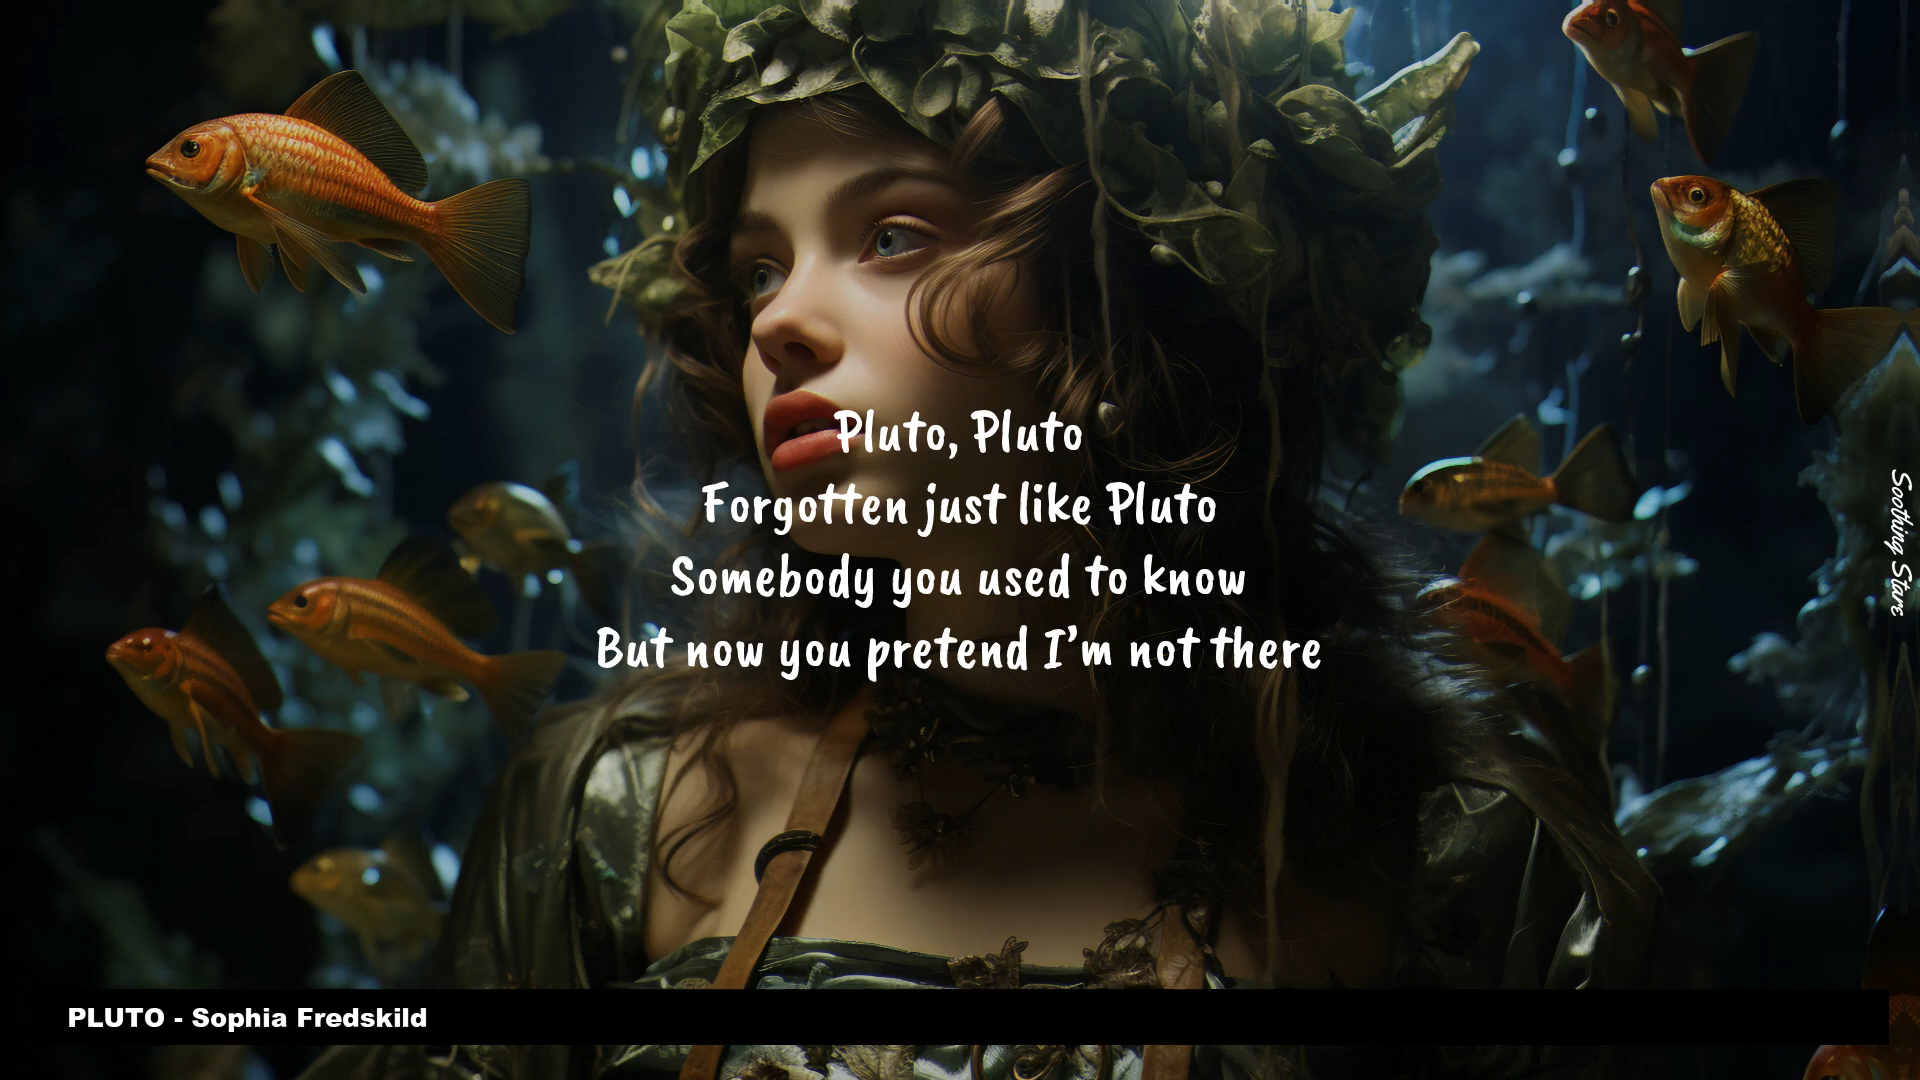 Pluto, Pluto
Forgotten just like Pluto
Somebody you used to know
But now you pretend I'm not there
Soothing Stare
PLUTO - Sophia Fredskild